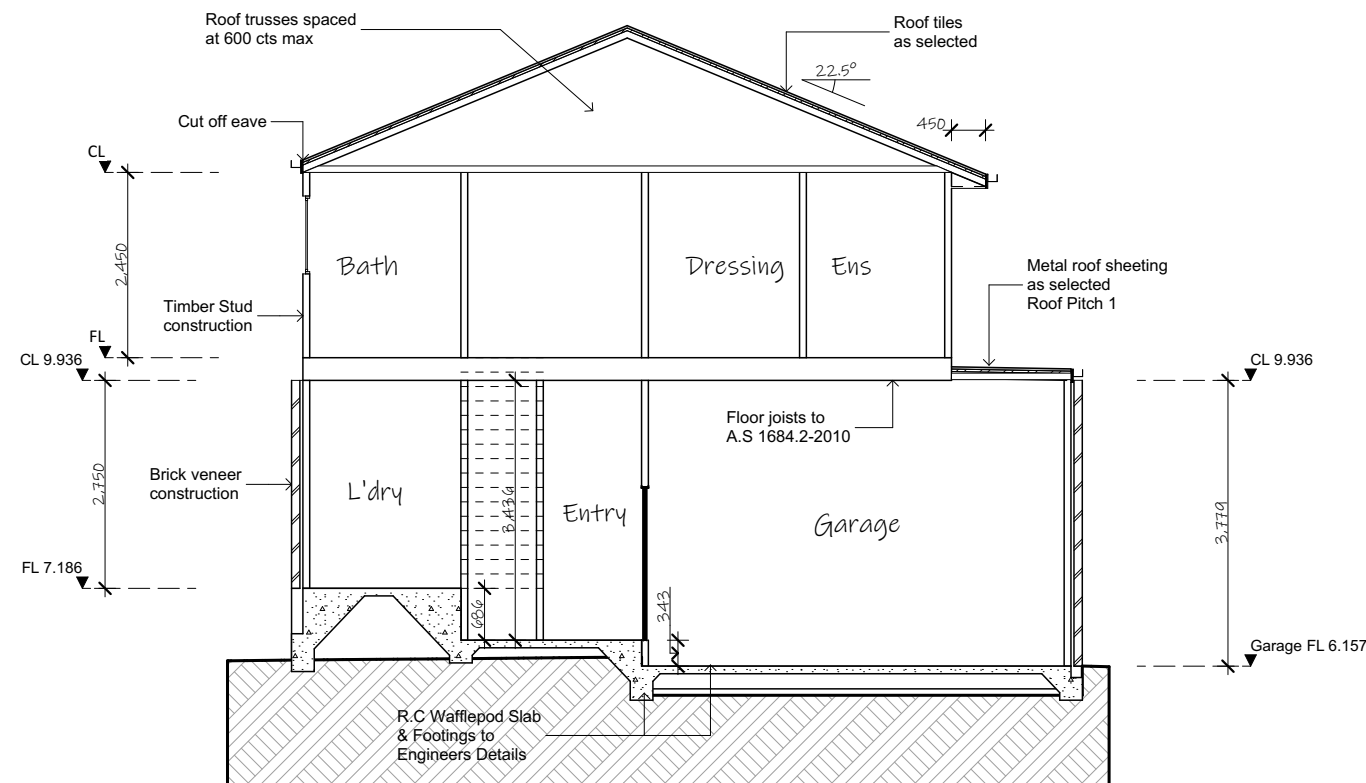 Roof trusses spaced
at 600 cts max
Roof tiles
as selected
22.5°
450
Cut off eave
CL
2,450
Bath
Dressing
Ens
Metal roof sheeting
as selected
Roof Pitch 1
Timber Stud
construction
FL
CL 9.936
CL 9.936
Floor joists to
A.S 1684.2-2010
2,750
Brick veneer
construction
L'dry
3,436
Entry
Garage
3,779
FL 7.186
686
343
Garage FL 6.157
R.C Wafflepod Slab
& Footings to
Engineers Details